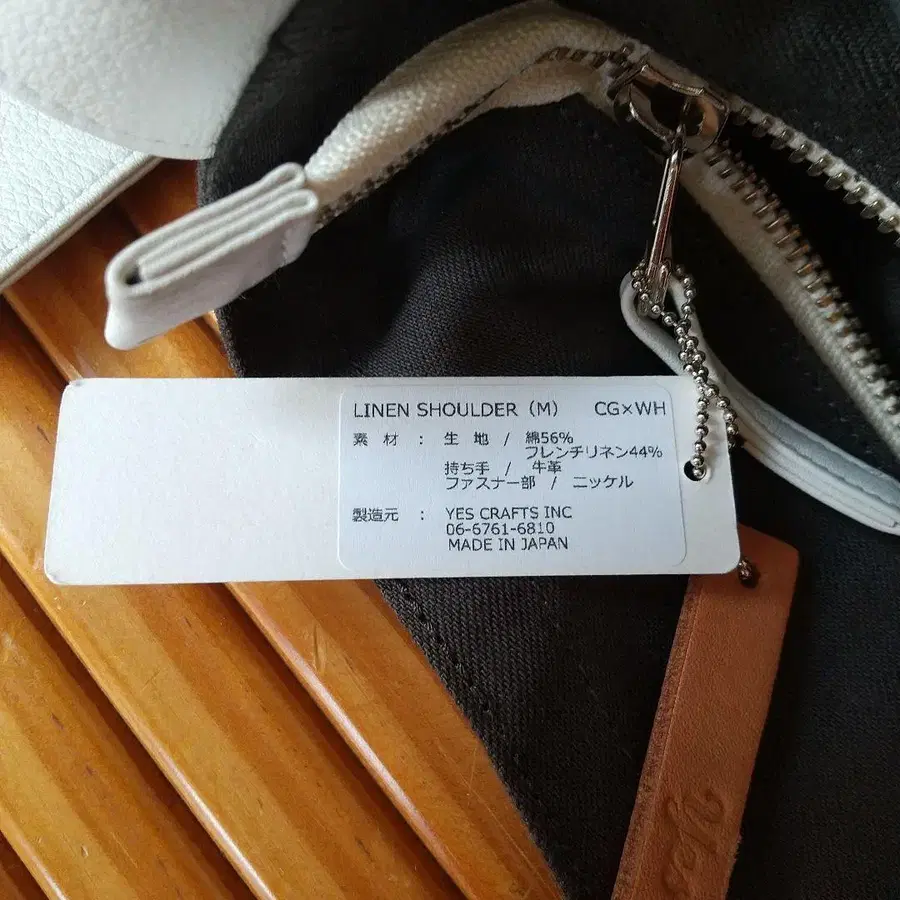 LINEN SHOULDER (M) CG×WH
素 材 : 生 地 / 綿56%
フレンチリネン44%
持ち手 / 牛革
ファスナー部 / ニッケル
製造元 : YES CRAFTS INC
06-6761-6810
MADE IN JAPAN
Yes